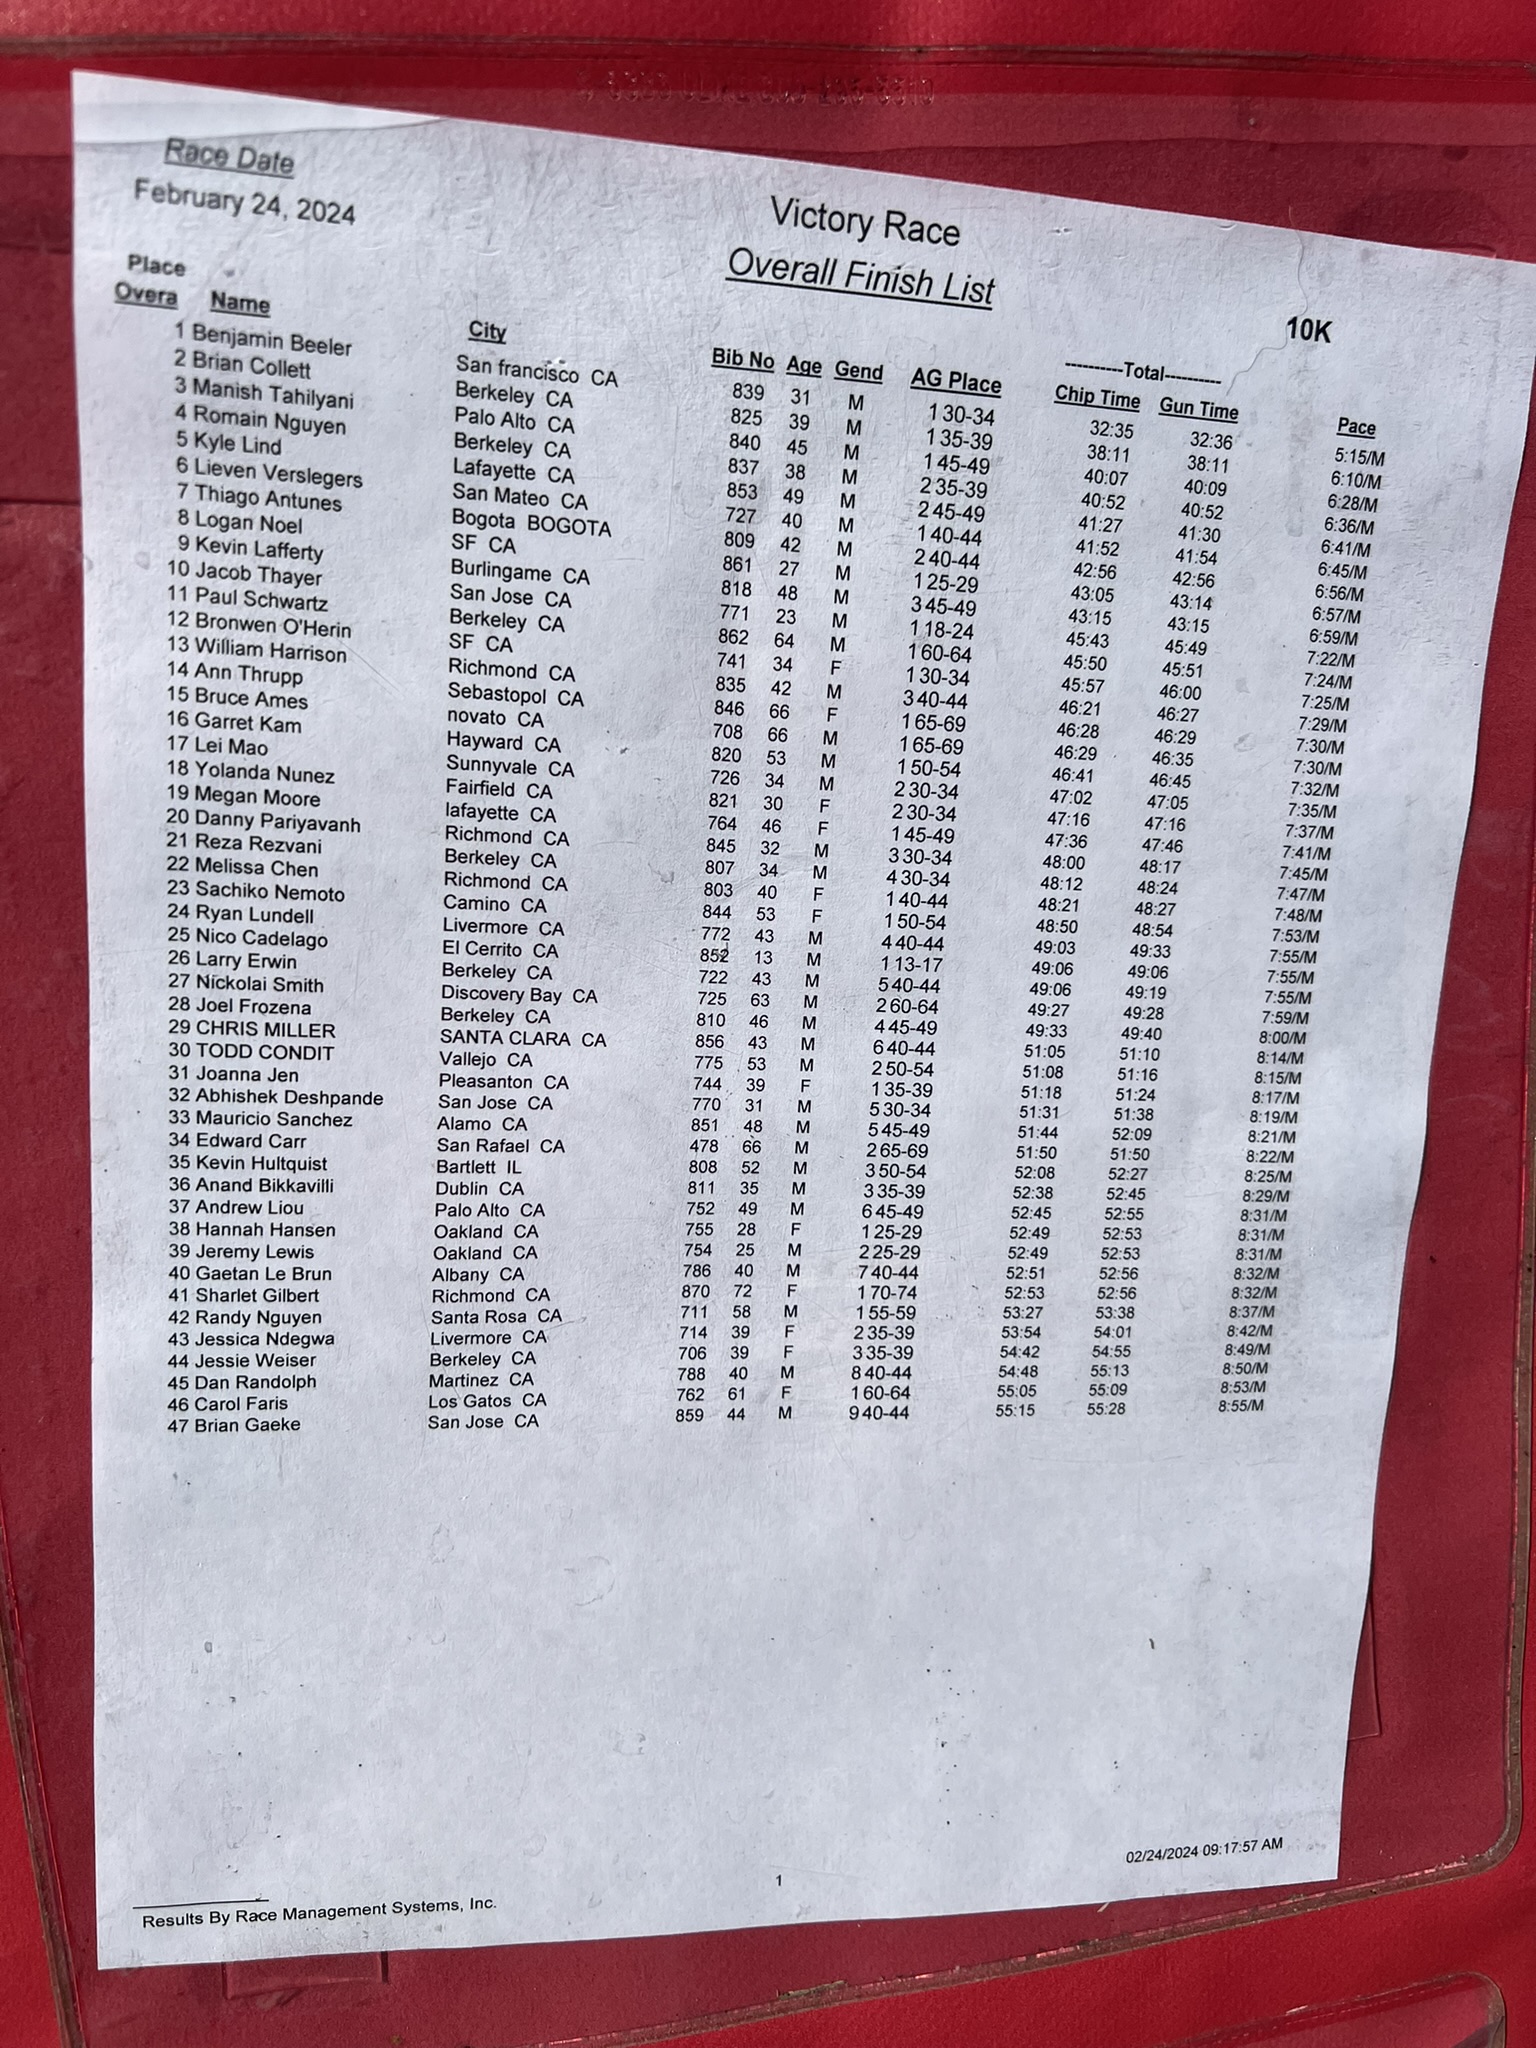 Race Date
February 24, 2024
Victory Race
Overall Finish List
10K
Place
----------Total----------
Overa Name City Bib No Age Gend AG Place Chip Time Gun Time Pace
1 Benjamin Beeler San francisco CA 839 31 M 1 30-34 32:35 32:36 5:15/M
2 Brian Collett Berkeley CA 825 39 M 1 35-39 38:11 38:11 6:10/M
3 Manish Tahilyani Palo Alto CA 840 45 M 1 45-49 40:07 40:09 6:28/M
4 Romain Nguyen Berkeley CA 837 38 M 2 35-39 40:52 40:52 6:36/M
5 Kyle Lind Lafayette CA 853 49 M 2 45-49 41:27 41:30 6:41/M
6 Lieven Verslegers San Mateo CA 727 40 M 1 40-44 41:52 41:54 6:45/M
7 Thiago Antunes Bogota BOGOTA 809 42 M 2 40-44 42:56 42:56 6:56/M
8 Logan Noel SF CA 861 27 M 1 25-29 43:05 43:14 6:57/M
9 Kevin Lafferty Burlingame CA 818 48 M 3 45-49 43:15 43:15 6:59/M
10 Jacob Thayer San Jose CA 771 23 M 1 18-24 45:43 45:49 7:22/M
11 Paul Schwartz Berkeley CA 862 64 M 1 60-64 45:50 45:51 7:24/M
12 Bronwen O'Herin SF CA 741 34 F 1 30-34 45:57 46:00 7:25/M
13 William Harrison Richmond CA 835 42 M 3 40-44 46:21 46:27 7:29/M
14 Ann Thrupp Sebastopol CA 846 66 F 1 65-69 46:28 46:29 7:30/M
15 Bruce Ames novato CA 708 66 M 1 65-69 46:29 46:35 7:30/M
16 Garret Kam Hayward CA 820 53 M 1 50-54 46:41 46:45 7:32/M
17 Lei Mao Sunnyvale CA 726 34 M 2 30-34 47:02 47:05 7:35/M
18 Yolanda Nunez Fairfield CA 821 30 F 2 30-34 47:16 47:16 7:37/M
19 Megan Moore lafayette CA 764 46 F 1 45-49 47:36 47:46 7:41/M
20 Danny Pariyavanh Richmond CA 845 32 M 3 30-34 48:00 48:17 7:45/M
21 Reza Rezvani Berkeley CA 807 34 M 4 30-34 48:12 48:24 7:47/M
22 Melissa Chen Richmond CA 803 40 F 1 40-44 48:21 48:27 7:48/M
23 Sachiko Nemoto Camino CA 844 53 F 1 50-54 48:50 48:54 7:53/M
24 Ryan Lundell Livermore CA 772 43 M 4 40-44 49:03 49:33 7:55/M
25 Nico Cadelago El Cerrito CA 852 13 M 1 13-17 49:06 49:06 7:55/M
26 Larry Erwin Berkeley CA 722 43 M 5 40-44 49:06 49:19 7:55/M
27 Nickolai Smith Discovery Bay CA 725 63 M 2 60-64 49:27 49:28 7:59/M
28 Joel Frozena Berkeley CA 810 46 M 4 45-49 49:33 49:40 8:00/M
29 CHRIS MILLER SANTA CLARA CA 856 43 M 6 40-44 51:05 51:10 8:14/M
30 TODD CONDIT Vallejo CA 775 53 M 2 50-54 51:08 51:16 8:15/M
31 Joanna Jen Pleasanton CA 744 39 F 1 35-39 51:18 51:24 8:17/M
32 Abhishek Deshpande San Jose CA 770 31 M 5 30-34 51:31 51:38 8:19/M
33 Mauricio Sanchez Alamo CA 851 48 M 5 45-49 51:44 52:09 8:21/M
34 Edward Carr San Rafael CA 478 66 M 2 65-69 51:50 51:50 8:22/M
35 Kevin Hultquist Bartlett IL 808 52 M 3 50-54 52:08 52:27 8:25/M
36 Anand Bikkavilli Dublin CA 811 35 M 3 35-39 52:38 52:45 8:29/M
37 Andrew Liou Palo Alto CA 752 49 M 6 45-49 52:45 52:55 8:31/M
38 Hannah Hansen Oakland CA 755 28 F 1 25-29 52:49 52:53 8:31/M
39 Jeremy Lewis Oakland CA 754 25 M 2 25-29 52:49 52:53 8:31/M
40 Gaetan Le Brun Albany CA 786 40 M 7 40-44 52:51 52:56 8:32/M
41 Sharlet Gilbert Richmond CA 870 72 F 1 70-74 52:53 52:56 8:32/M
42 Randy Nguyen Santa Rosa CA 711 58 M 1 55-59 53:27 53:38 8:37/M
43 Jessica Ndegwa Livermore CA 714 39 F 2 35-39 53:54 54:01 8:42/M
44 Jessie Weiser Berkeley CA 706 39 F 3 35-39 54:42 54:55 8:49/M
45 Dan Randolph Martinez CA 788 40 M 8 40-44 54:48 55:13 8:50/M
46 Carol Faris Los Gatos CA 762 61 F 1 60-64 55:05 55:09 8:53/M
47 Brian Gaeke San Jose CA 859 44 M 9 40-44 55:15 55:28 8:55/M
02/24/2024 09:17:57 AM
1
Results By Race Management Systems, Inc.